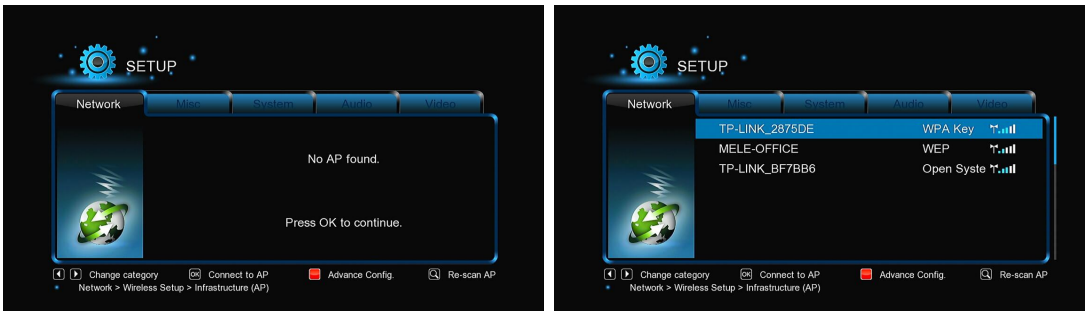 SETUP
Network Misc System Audio Video
No AP found.
Press OK to continue.
Change category OK Connect to AP Advance Config. Re-scan AP
Network > Wireless Setup > Infrastructure (AP)
SETUP
Network Misc System Audio Video
TP-LINK_2875DE WPA Key
MELE-OFFICE WEP
TP-LINK_BF7BB6 Open Syste
Change category OK Connect to AP Advance Config. Re-scan AP
Network > Wireless Setup > Infrastructure (AP)